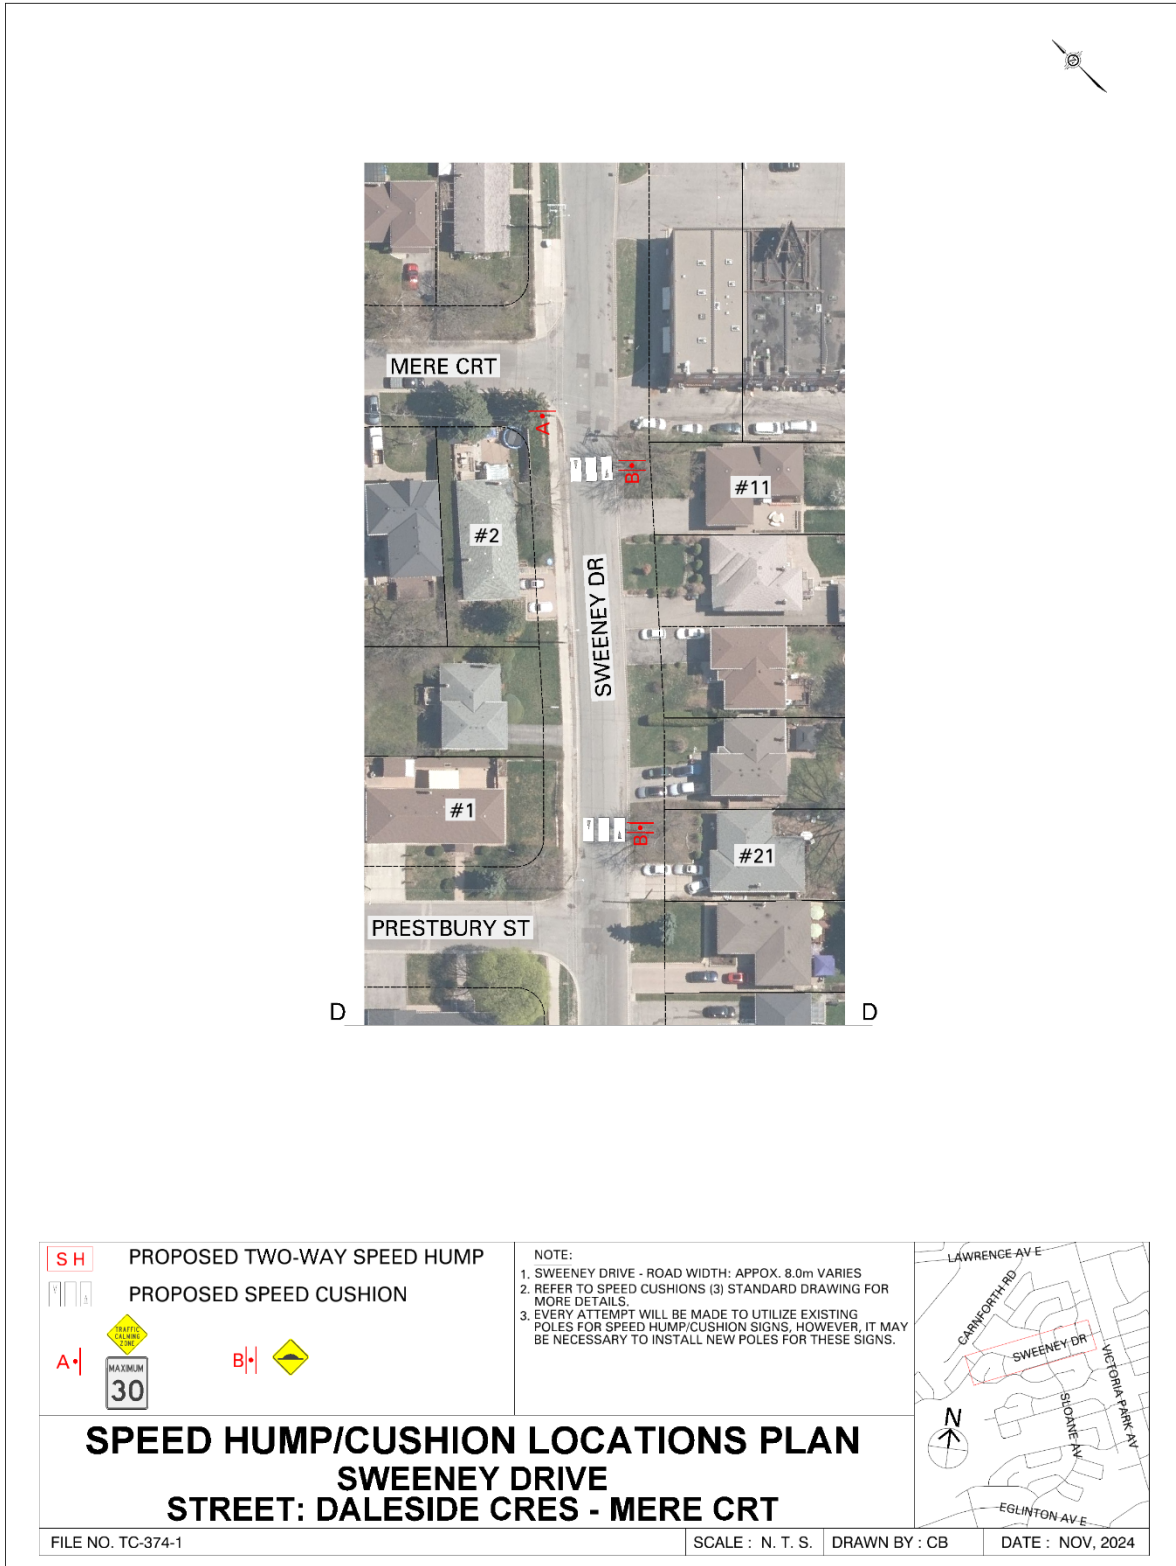 MERE CRT
A
B
#11
#2
SWEENEY DR
#1
B
#21
PRESTBURY ST
D
D
S H
PROPOSED TWO-WAY SPEED HUMP
PROPOSED SPEED CUSHION
TRAFFIC
CALMING
ZONE
A
MAXIMUM
30
B
NOTE:
1. SWEENEY DRIVE - ROAD WIDTH: APPOX. 8.0m VARIES
2. REFER TO SPEED CUSHIONS (3) STANDARD DRAWING FOR
MORE DETAILS.
3. EVERY ATTEMPT WILL BE MADE TO UTILIZE EXISTING
POLES FOR SPEED HUMP/CUSHION SIGNS, HOWEVER, IT MAY
BE NECESSARY TO INSTALL NEW POLES FOR THESE SIGNS.
LAWRENCE AV E
CARNFORTH RD
SWEENEY DR
VICTORIA PARK AV
SLOANE AV
N
EGLINTON AV E
SPEED HUMP/CUSHION LOCATIONS PLAN
SWEENEY DRIVE
STREET: DALESIDE CRES - MERE CRT
FILE NO. TC-374-1
SCALE : N. T. S.
DRAWN BY : CB
DATE : NOV, 2024